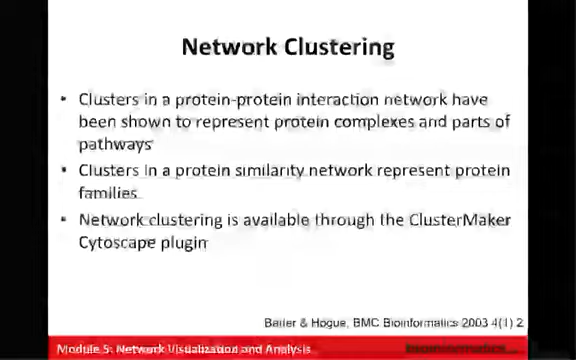 Network Clustering
• Clusters in a protein-protein interaction network have
been shown to represent protein complexes and parts of
pathways
• Clusters in a protein similarity network represent protein
families
• Network clustering is available through the ClusterMaker
Cytoscape plugin
Bader & Hogue, BMC Bioinformatics 2003 4(1) 2
Module 5: Network Visualization and Analysis
bioinformatics